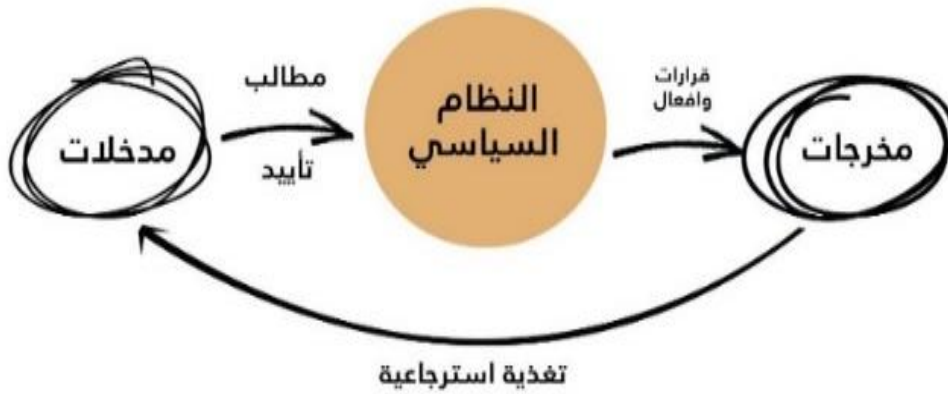 مدخلات
مطالب
تأييد
النظام
السياسي
قرارات
وافعال
مخرجات
تغذية استرجاعية